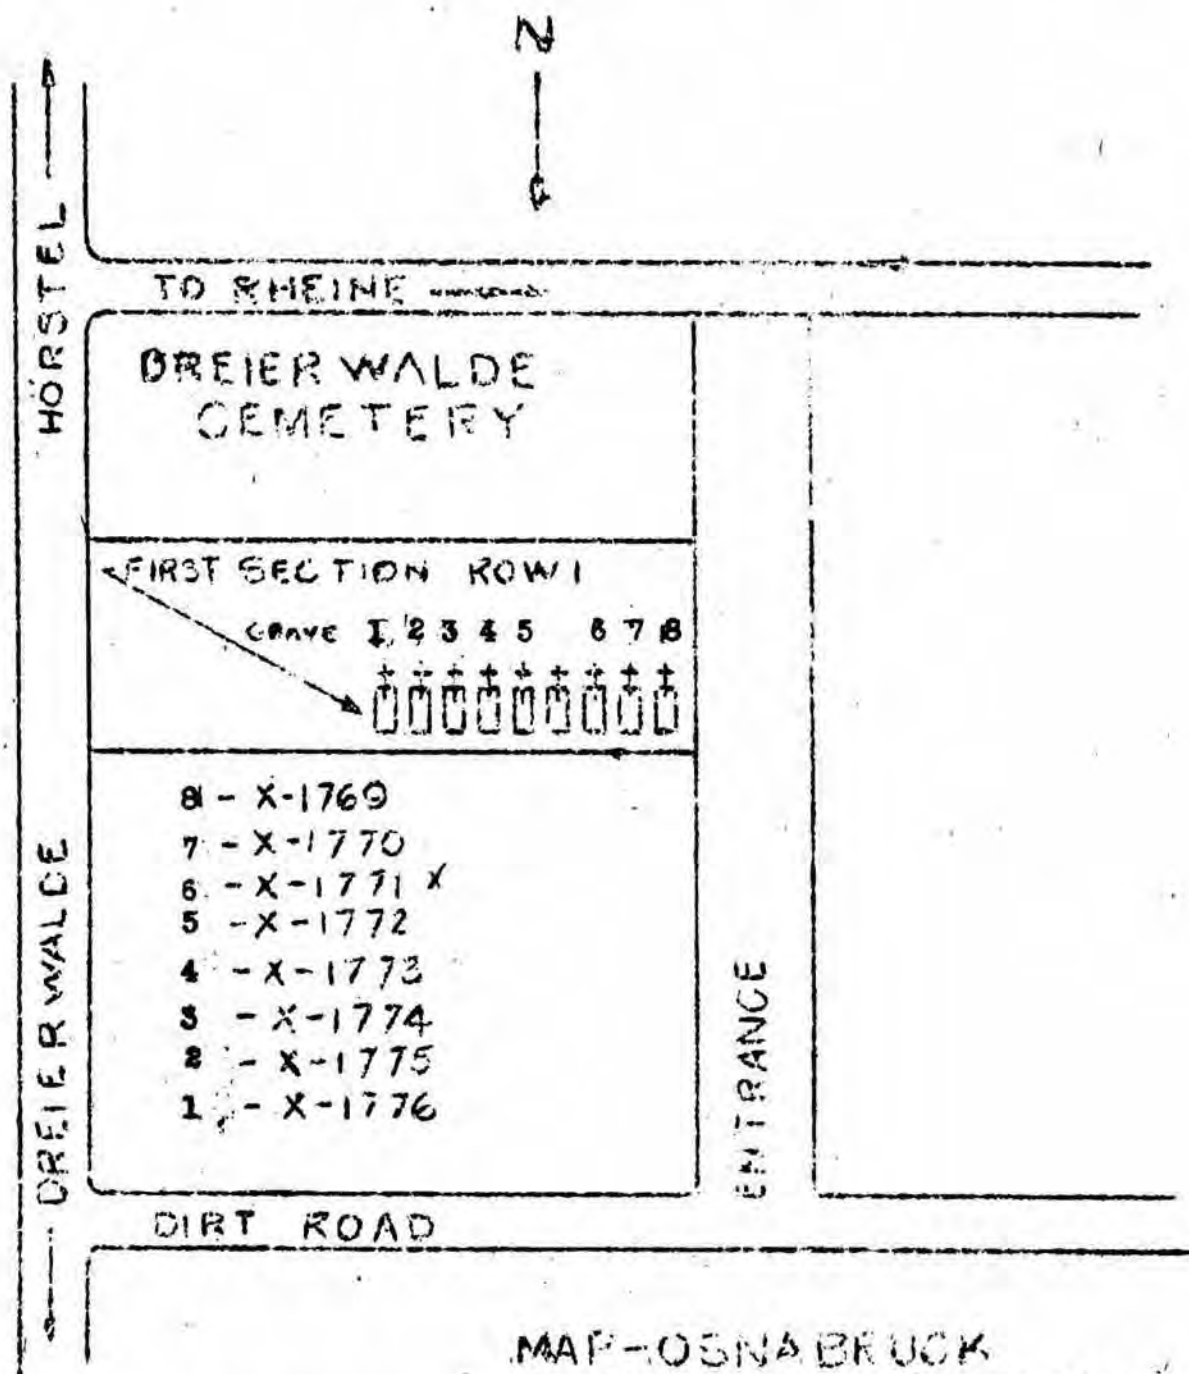 N
HÖRSTEL
TO RHEINE
DREIER WALDE
CEMETERY
FIRST SECTION ROW 1
GRAVE 1 2 3 4 5 6 7 8
8 - X-1769
7 - X-1770
6 - X-1771 X
5 - X-1772
4 - X-1773
3 - X-1774
2 - X-1775
1 - X-1776
DREIERWALDE
ENTRANCE
DIRT ROAD
MAP-OSNABRUCK